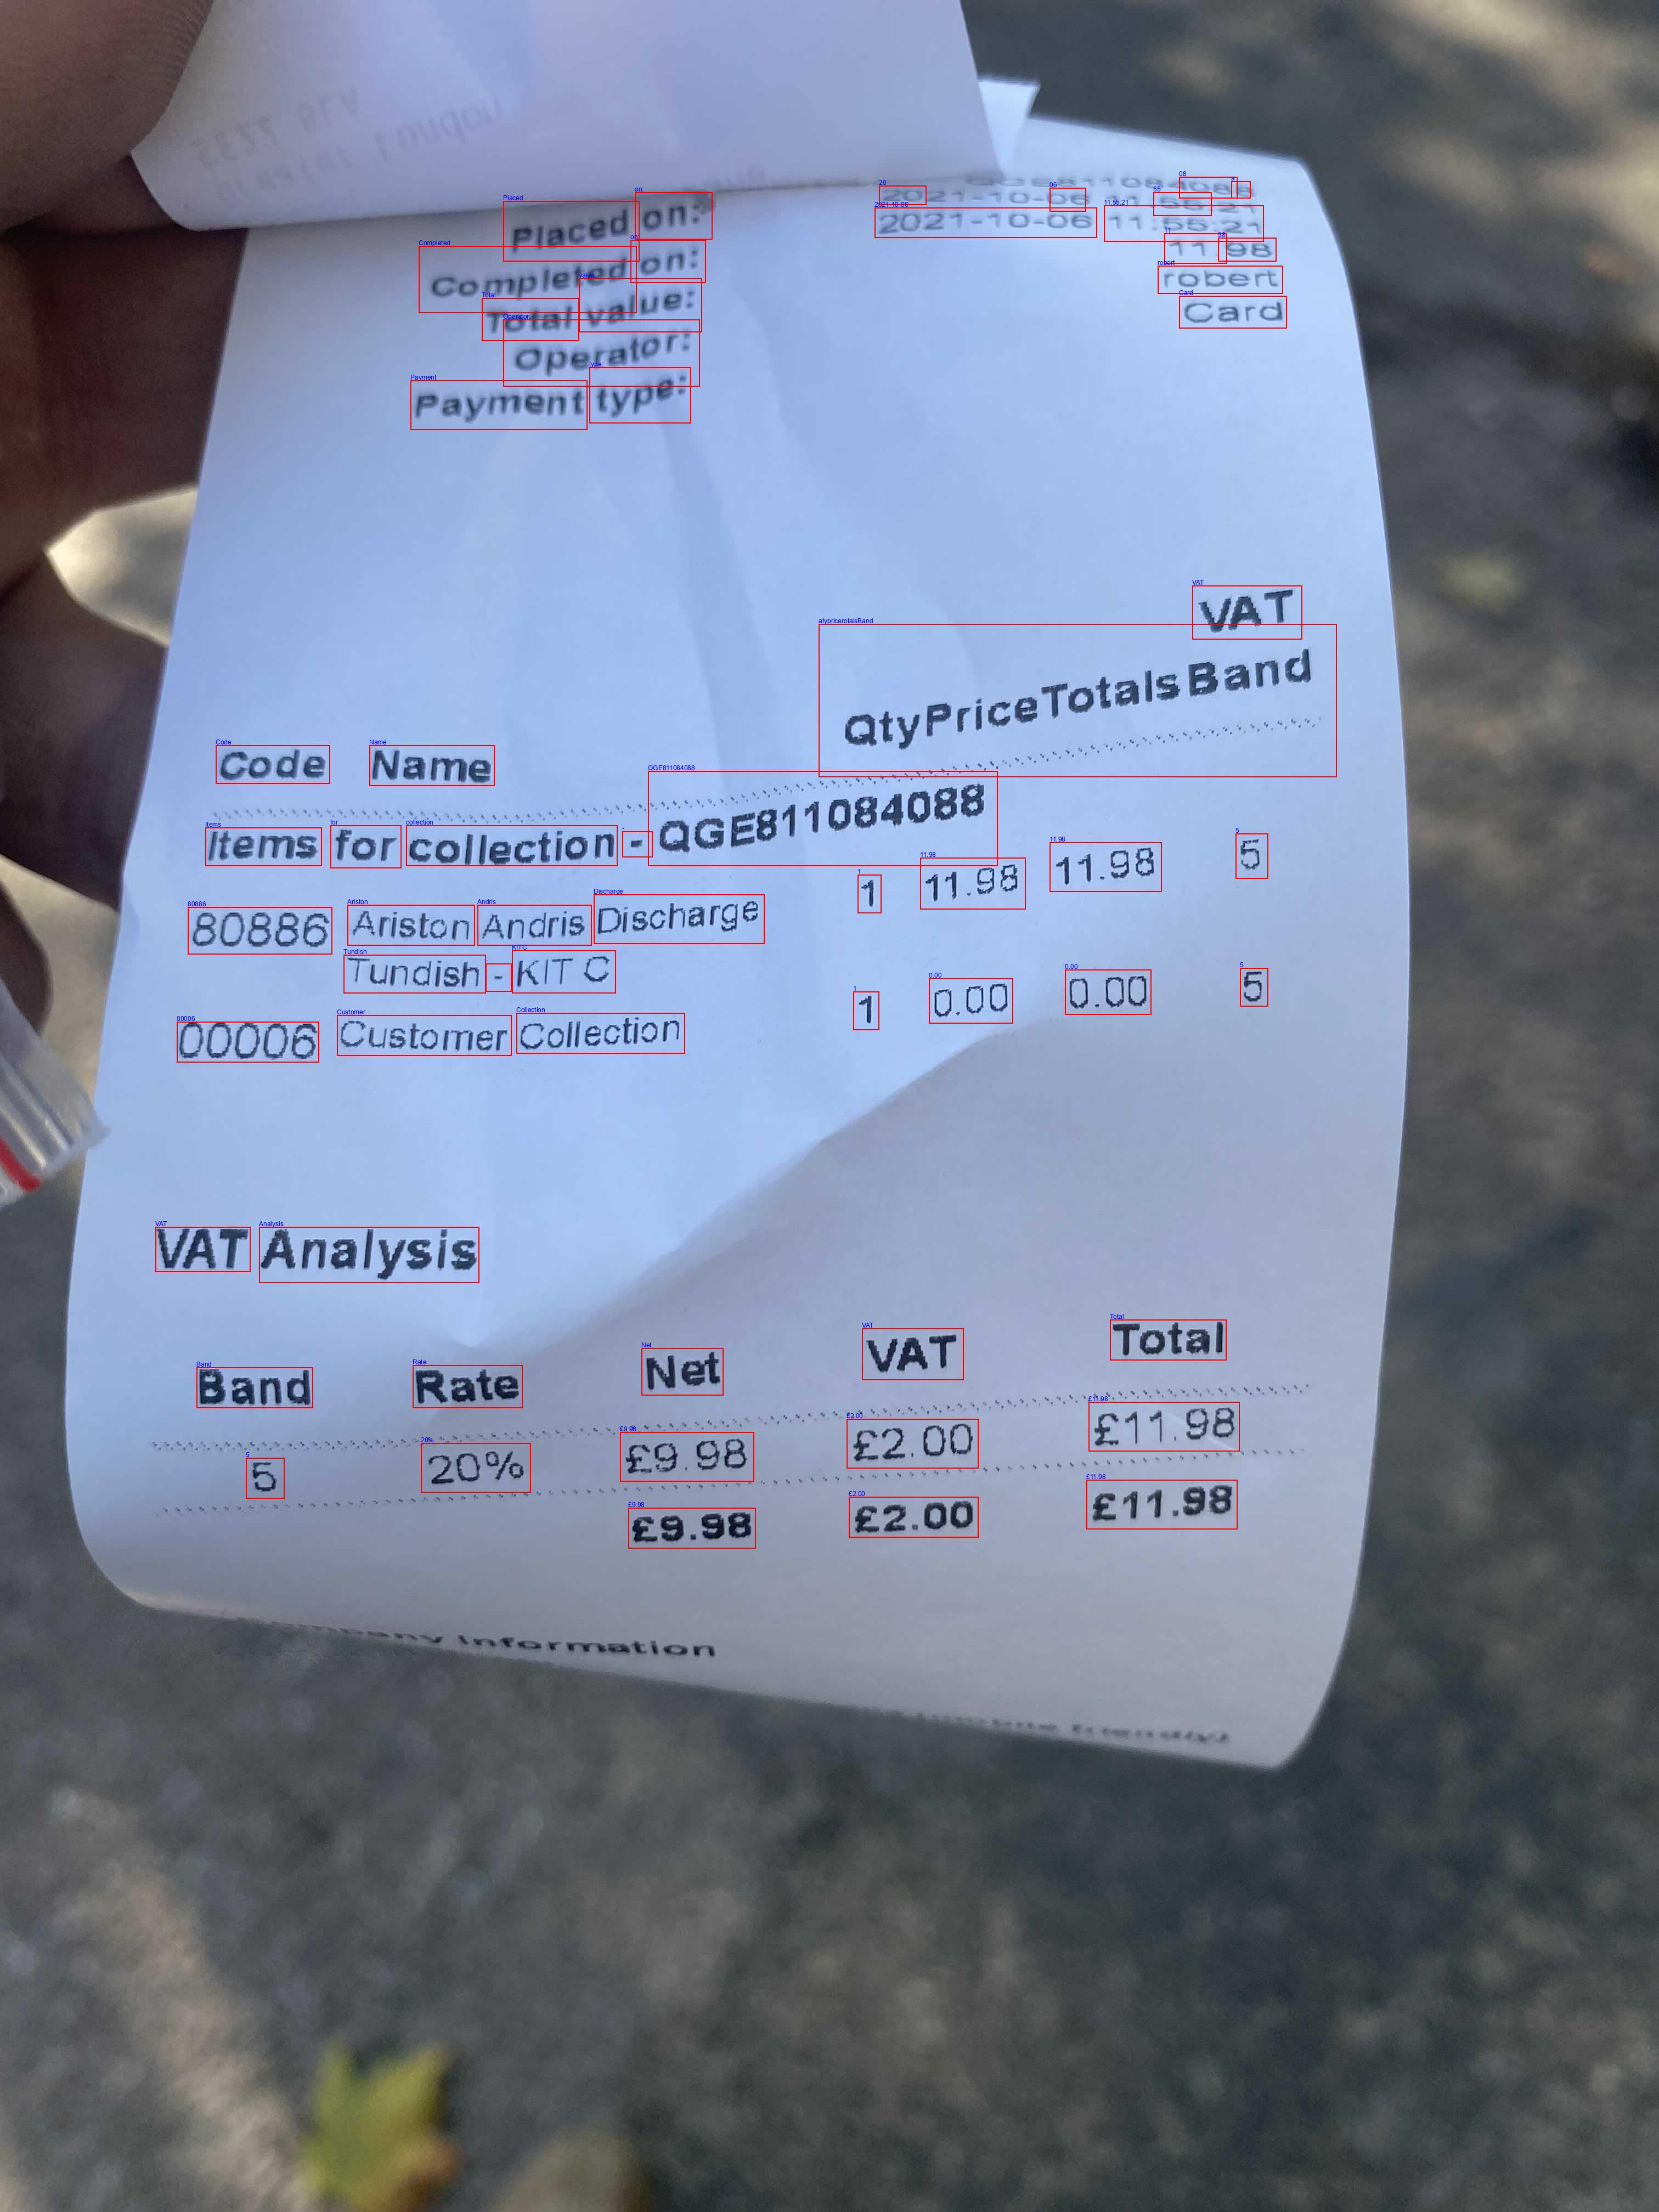 QGE811084088
Placed on: 2021-10-06 11:55:21
Completed on: 2021-10-06 11:55:21
Total value: 11.98
Operator: robert
Payment type: Card
VAT
Code Name QtyPriceTotalsBand
Items for collection - QGE811084088
80886 Ariston Andris Discharge 1 11.98 11.98 5
Tundish - KIT C
00006 Customer Collection 1 0.00 0.00 5
VAT Analysis
Band Rate Net VAT Total
5 20% £9.98 £2.00 £11.98
£9.98 £2.00 £11.98
Information